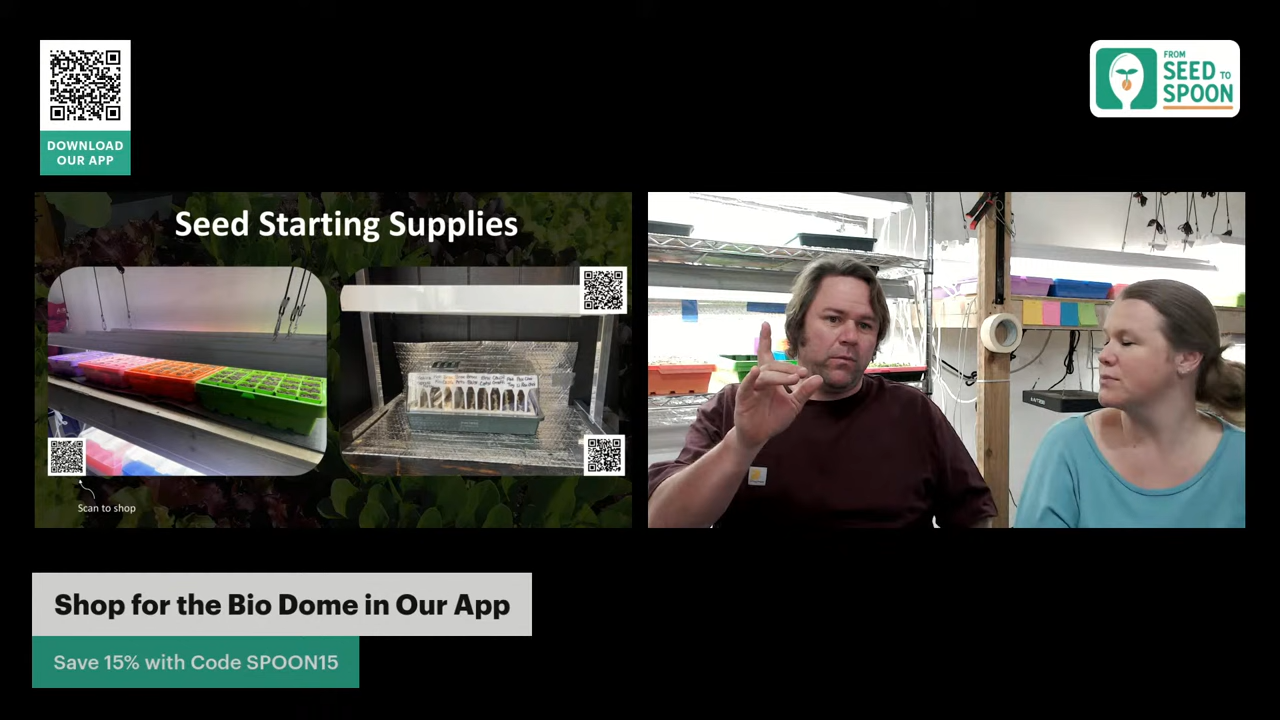 DOWNLOAD
OUR APP
FROM
SEED TO
SPOON
Seed Starting Supplies
Scan to shop
Shop for the Bio Dome in Our App
Save 15% with Code SPOON15